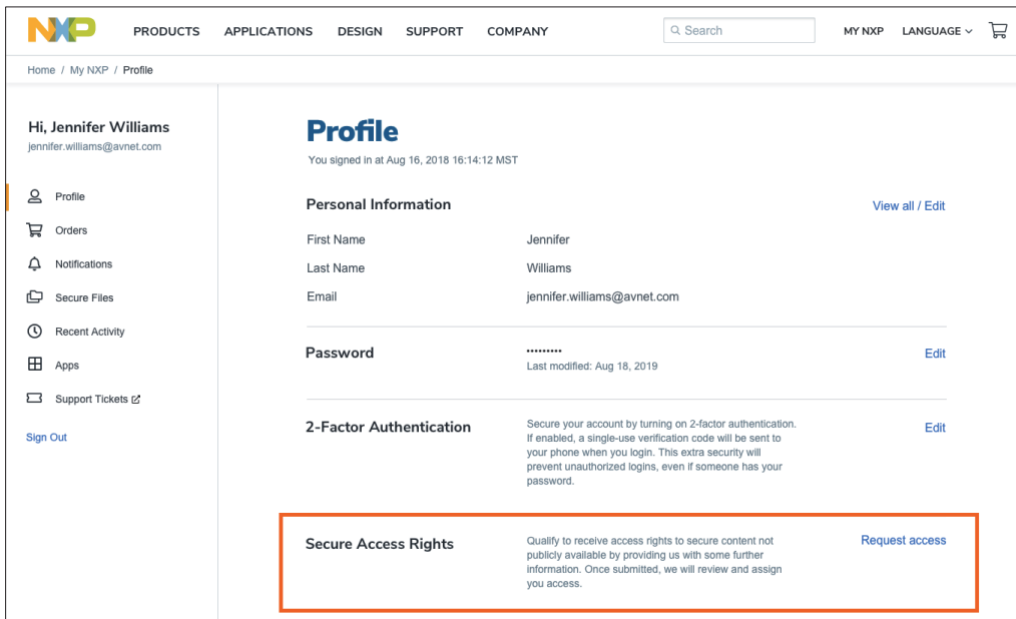 NXP
PRODUCTS APPLICATIONS DESIGN SUPPORT COMPANY
Search
MY NXP LANGUAGE
Home / My NXP / Profile
Hi, Jennifer Williams
jennifer.williams@avnet.com
Profile
Orders
Notifications
Secure Files
Recent Activity
Apps
Support Tickets
Sign Out
Profile
You signed in at Aug 16, 2018 16:14:12 MST
Personal Information View all / Edit
First Name Jennifer
Last Name Williams
Email jennifer.williams@avnet.com
Password ••••••••• Edit
Last modified: Aug 18, 2019
2-Factor Authentication Edit
Secure your account by turning on 2-factor authentication.
If enabled, a single-use verification code will be sent to
your phone when you login. This extra security will
prevent unauthorized logins, even if someone has your
password.
Secure Access Rights Request access
Qualify to receive access rights to secure content not
publicly available by providing us with some further
information. Once submitted, we will review and assign
you access.